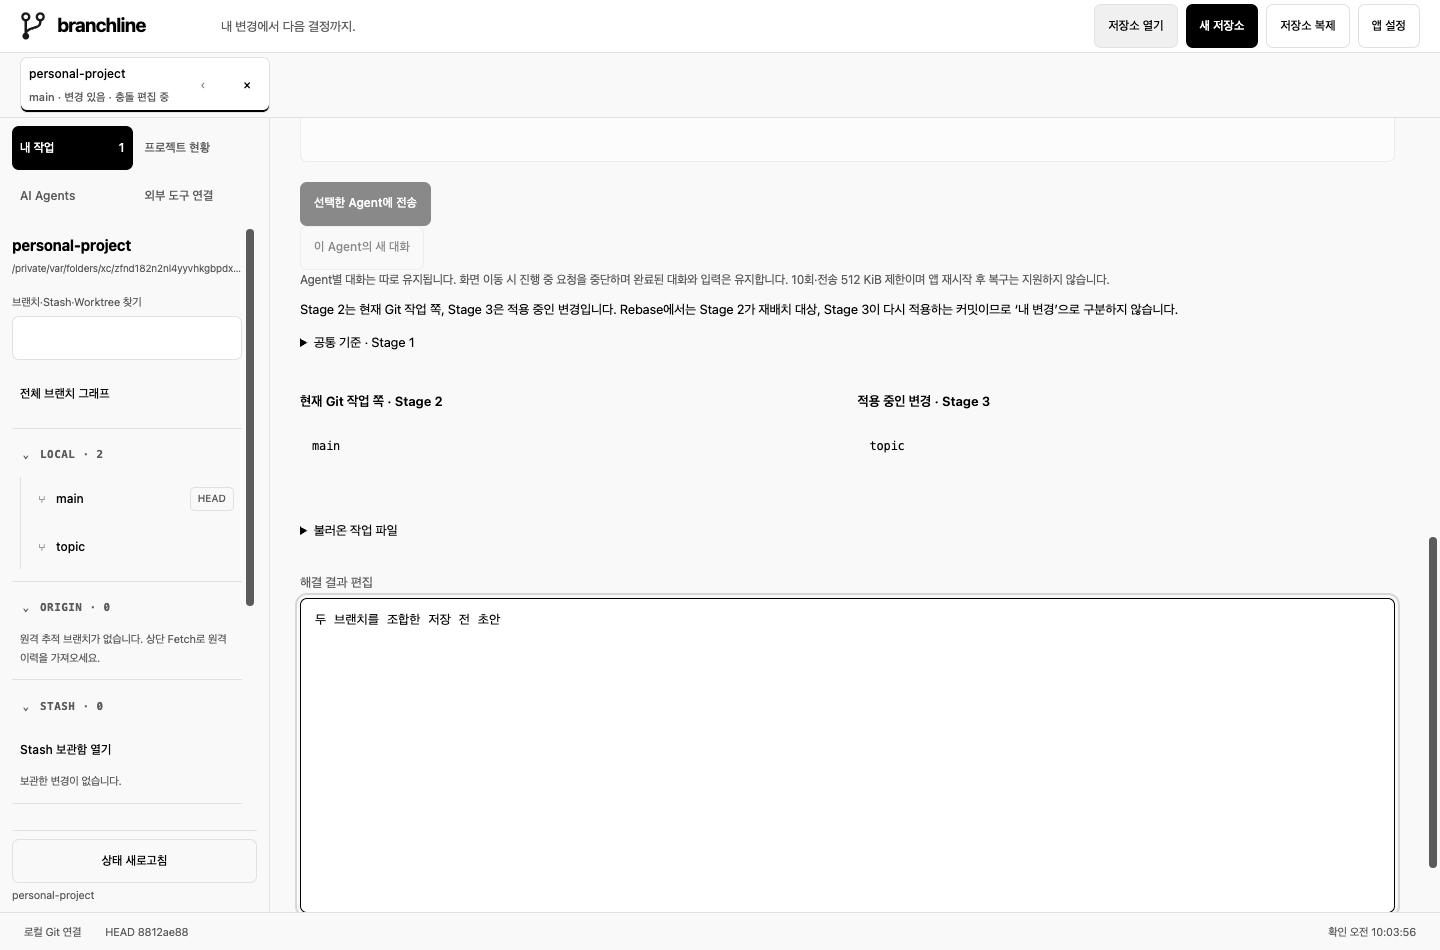 branchline
내 변경에서 다음 결정까지.
저장소 열기
새 저장소
저장소 복제
앱 설정
personal-project
main · 변경 있음 · 충돌 편집 중
‹
×
내 작업 1
프로젝트 현황
AI Agents
외부 도구 연결
personal-project
/private/var/folders/xc/zfnd182n2nl4yyvhkgbpdx...
브랜치·Stash·Worktree 찾기
전체 브랜치 그래프
LOCAL · 2
main HEAD
topic
ORIGIN · 0
원격 추적 브랜치가 없습니다. 상단 Fetch로 원격
이력을 가져오세요.
STASH · 0
Stash 보관함 열기
보관한 변경이 없습니다.
상태 새로고침
personal-project
선택한 Agent에 전송
이 Agent의 새 대화
Agent별 대화는 따로 유지됩니다. 화면 이동 시 진행 중 요청을 중단하며 완료된 대화와 입력은 유지합니다. 10회·전송 512 KiB 제한이며 앱 재시작 후 복구는 지원하지 않습니다.
Stage 2는 현재 Git 작업 쪽, Stage 3은 적용 중인 변경입니다. Rebase에서는 Stage 2가 재배치 대상, Stage 3이 다시 적용하는 커밋이므로 ‘내 변경’으로 구분하지 않습니다.
▶ 공통 기준 · Stage 1
현재 Git 작업 쪽 · Stage 2
main
적용 중인 변경 · Stage 3
topic
▶ 불러온 작업 파일
해결 결과 편집
두 브랜치를 조합한 저장 전 초안
로컬 Git 연결
HEAD 8812ae88
확인 오전 10:03:56